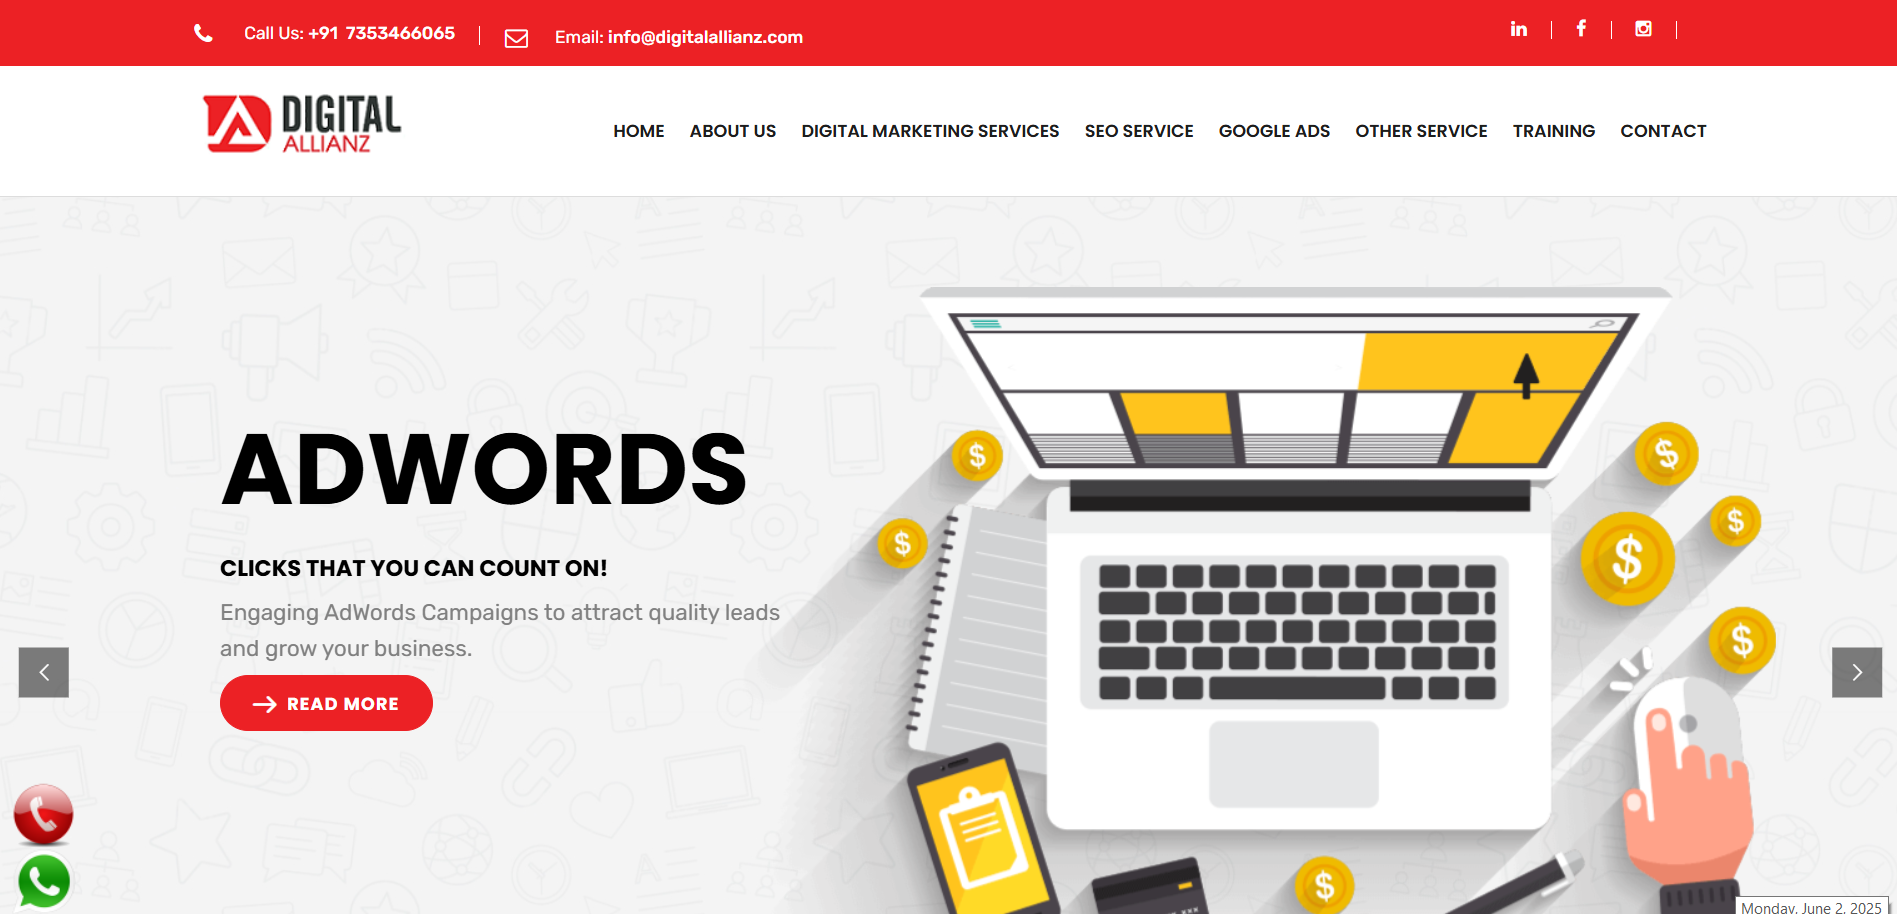 Call Us: +91 7353466065
Email: info@digitalallianz.com
DIGITAL
ALLIANZ
HOME ABOUT US DIGITAL MARKETING SERVICES SEO SERVICE GOOGLE ADS OTHER SERVICE TRAINING CONTACT
ADWORDS
CLICKS THAT YOU CAN COUNT ON!
Engaging AdWords Campaigns to attract quality leads
and grow your business.
READ MORE
Monday, June 2, 2025